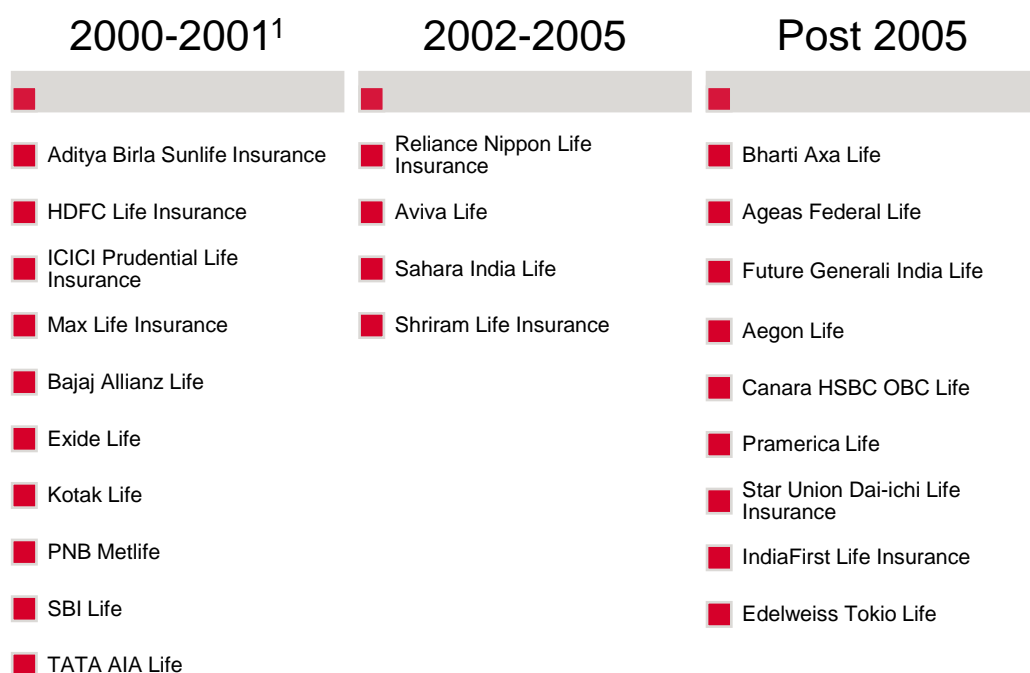 2000-2001¹
Aditya Birla Sunlife Insurance
HDFC Life Insurance
ICICI Prudential Life
Insurance
Max Life Insurance
Bajaj Allianz Life
Exide Life
Kotak Life
PNB Metlife
SBI Life
TATA AIA Life
2002-2005
Reliance Nippon Life
Insurance
Aviva Life
Sahara India Life
Shriram Life Insurance
Post 2005
Bharti Axa Life
Ageas Federal Life
Future Generali India Life
Aegon Life
Canara HSBC OBC Life
Pramerica Life
Star Union Dai-ichi Life
Insurance
IndiaFirst Life Insurance
Edelweiss Tokio Life